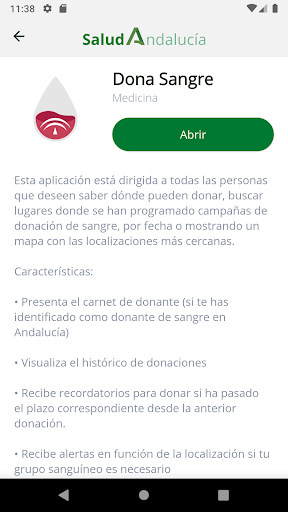 11:38
Salud Andalucía
Dona Sangre
Medicina
Abrir
Esta aplicación está dirigida a todas las personas
que deseen saber dónde pueden donar, buscar
lugares donde se han programado campañas de
donación de sangre, por fecha o mostrando un
mapa con las localizaciones más cercanas.
Características:
• Presenta el carnet de donante (si te has
identificado como donante de sangre en
Andalucía)
• Visualiza el histórico de donaciones
• Recibe recordatorios para donar si ha pasado
el plazo correspondiente desde la anterior
donación.
• Recibe alertas en función de la localización si tu
grupo sanguíneo es necesario